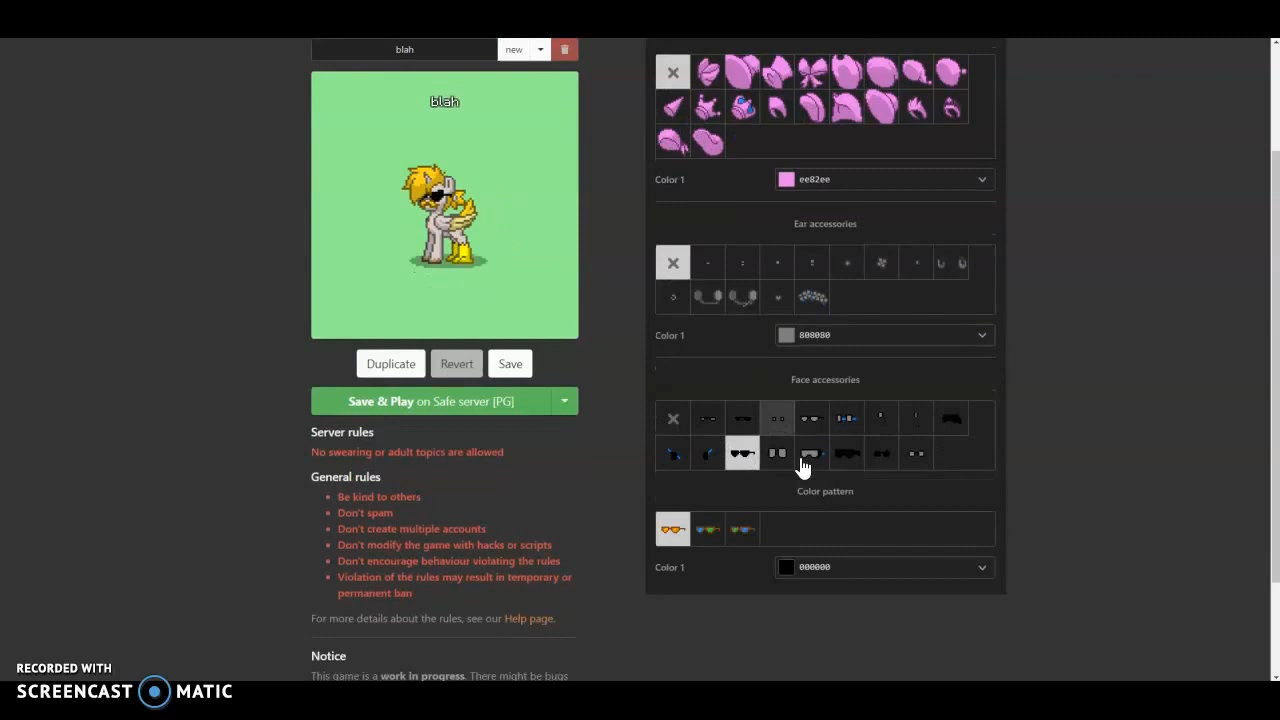 blah
new
blah
Duplicate
Revert
Save
Save & Play on Safe server [PG]
Server rules
No swearing or adult topics are allowed
General rules
Be kind to others
Don't spam
Don't create multiple accounts
Don't modify the game with hacks or scripts
Don't encourage behaviour violating the rules
Violation of the rules may result in temporary or
permanent ban
For more details about the rules, see our Help page.
Notice
This game is a work in progress. There might be bugs
Color 1
ee82ee
Ear accessories
Color 1
808080
Face accessories
Color pattern
Color 1
000000
RECORDED WITH
SCREENCAST MATIC